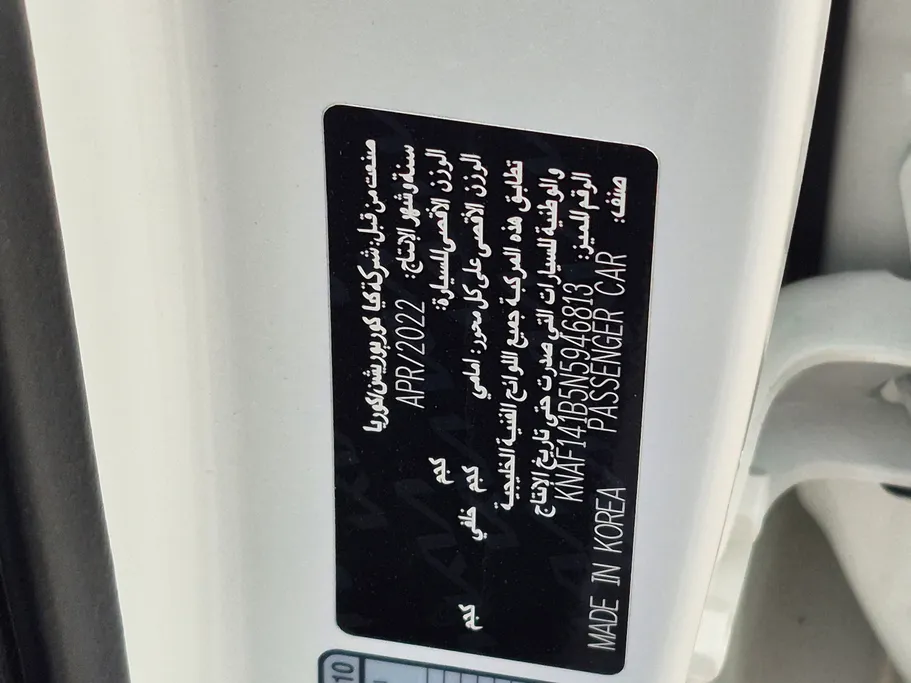 صنعت من قبل: شركة كيا كوربوريشن/كوريا
سنة وشهر الإنتاج: APR/2022
الوزن الأقصى للسيارة: كجم
الوزن الأقصى على كل محور: امامي كجم خلفي كجم
تطابق هذه المركبة جميع اللوائح الفنية الخليجية
والوطنية للسيارات التي صدرت حتى تاريخ الإنتاج
الرقم المميز: KNAF141B5N5946813
صنف: PASSENGER CAR MADE IN KOREA
10